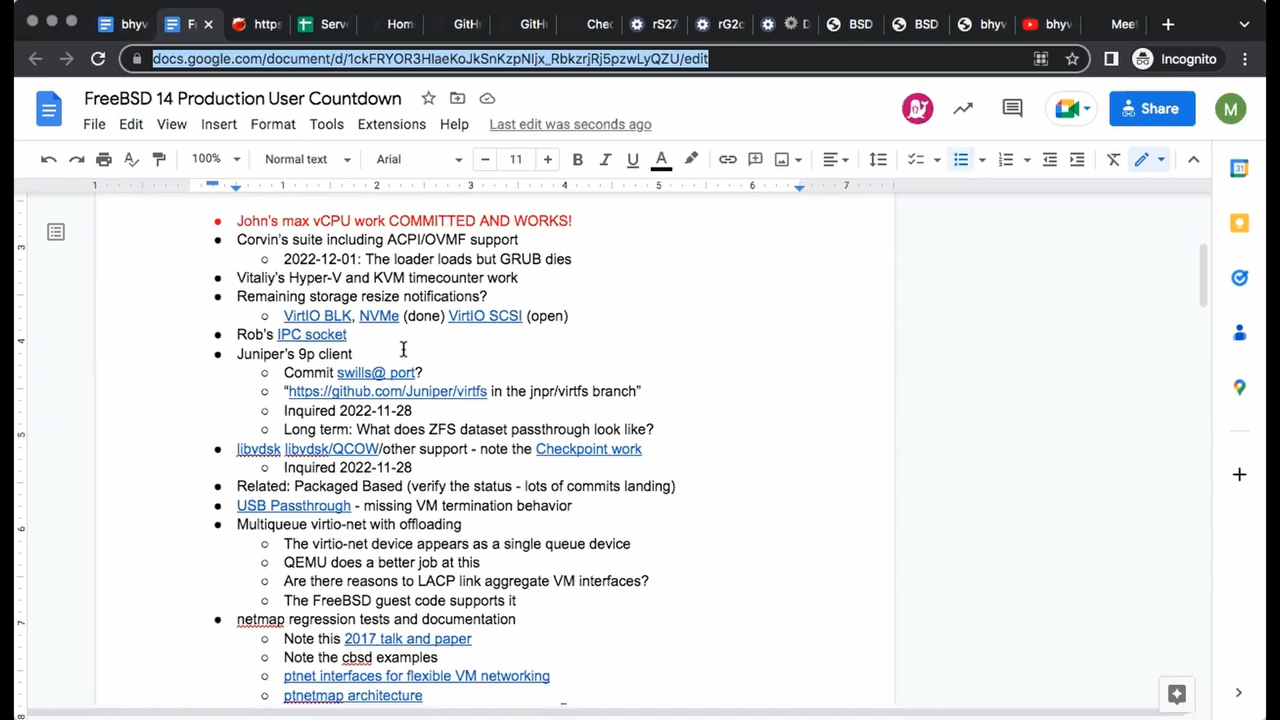 bhyv
F
https
Serv
Hom
GitH
GitH
Chec
rS27
rG2c
BSD
BSD
bhyv
bhyv
Meet
docs.google.com/document/d/1ckFRYOR3HlaeKoJkSnKzpNIjx_RbkzrjRj5pzwLyQZU/edit
Incognito
FreeBSD 14 Production User Countdown
Share
M
File Edit View Insert Format Tools Extensions Help Last edit was seconds ago
100% Normal text Arial 11 B I U A
1 1 2 3 4 5 6 7
John's max vCPU work COMMITTED AND WORKS!
Corvin's suite including ACPI/OVMF support
2022-12-01: The loader loads but GRUB dies
Vitaliy's Hyper-V and KVM timecounter work
Remaining storage resize notifications?
VirtIO BLK, NVMe (done) VirtIO SCSI (open)
Rob's IPC socket
Juniper's 9p client
Commit swills@ port?
“https://github.com/Juniper/virtfs in the jnpr/virtfs branch”
Inquired 2022-11-28
Long term: What does ZFS dataset passthrough look like?
libvdsk libvdsk/QCOW/other support - note the Checkpoint work
Inquired 2022-11-28
Related: Packaged Based (verify the status - lots of commits landing)
USB Passthrough - missing VM termination behavior
Multiqueue virtio-net with offloading
The virtio-net device appears as a single queue device
QEMU does a better job at this
Are there reasons to LACP link aggregate VM interfaces?
The FreeBSD guest code supports it
netmap regression tests and documentation
Note this 2017 talk and paper
Note the cbsd examples
ptnet interfaces for flexible VM networking
ptnetmap architecture